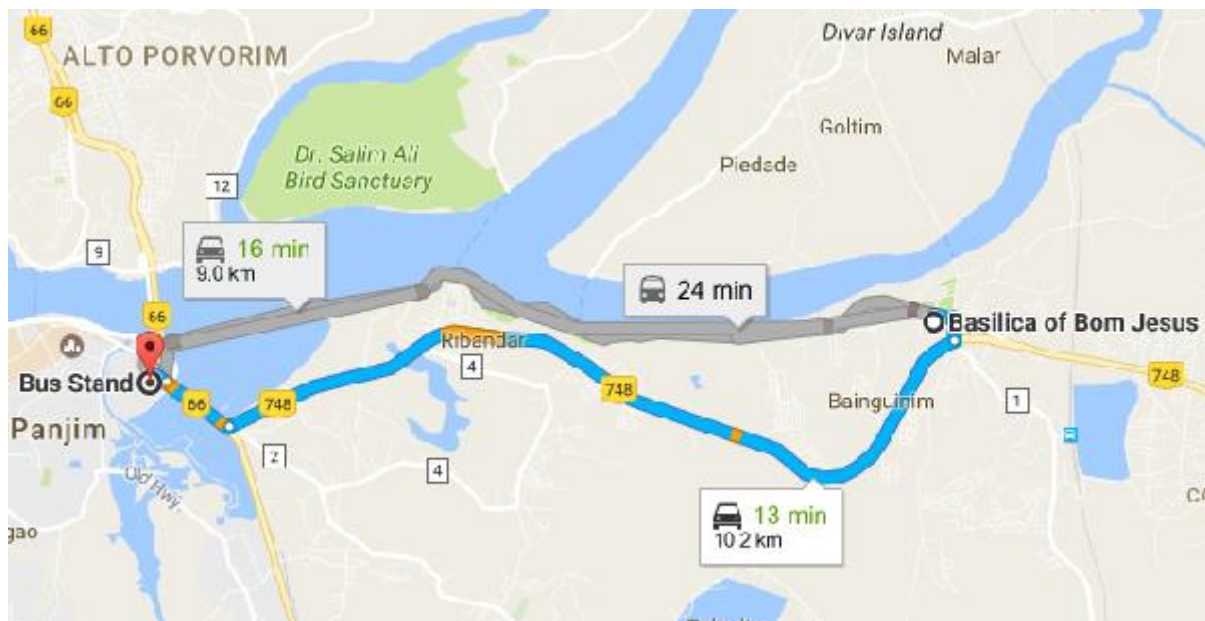 66
ALTO PORVORIM
66
Divar Island
Malar
Goltim
Piedade
Dr. Salim Ali
Bird Sanctuary
12
9
16 min
9.0 km
24 min
66
Basilica of Bom Jesus
Ribandar
4
748
Bus Stand
66
748
748
Bainguinim
1
Panjim
2
4
Old Hwy
13 min
10.2 km
gao